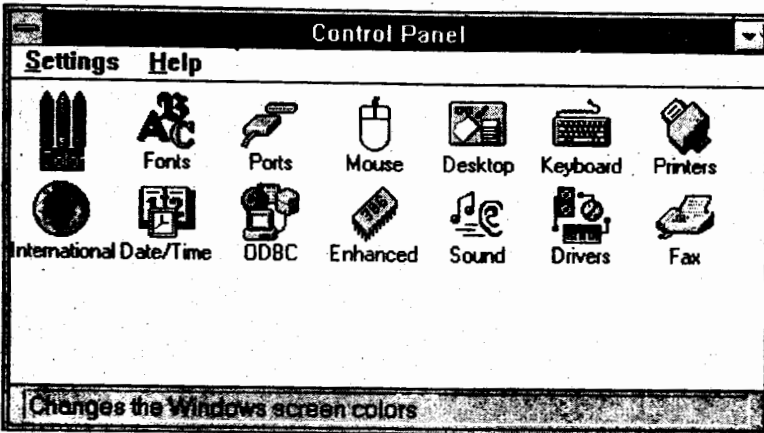 Control Panel
Settings Help
Color Fonts Ports Mouse Desktop Keyboard Printers
International Date/Time ODBC Enhanced Sound Drivers Fax
Changes the Windows screen colors